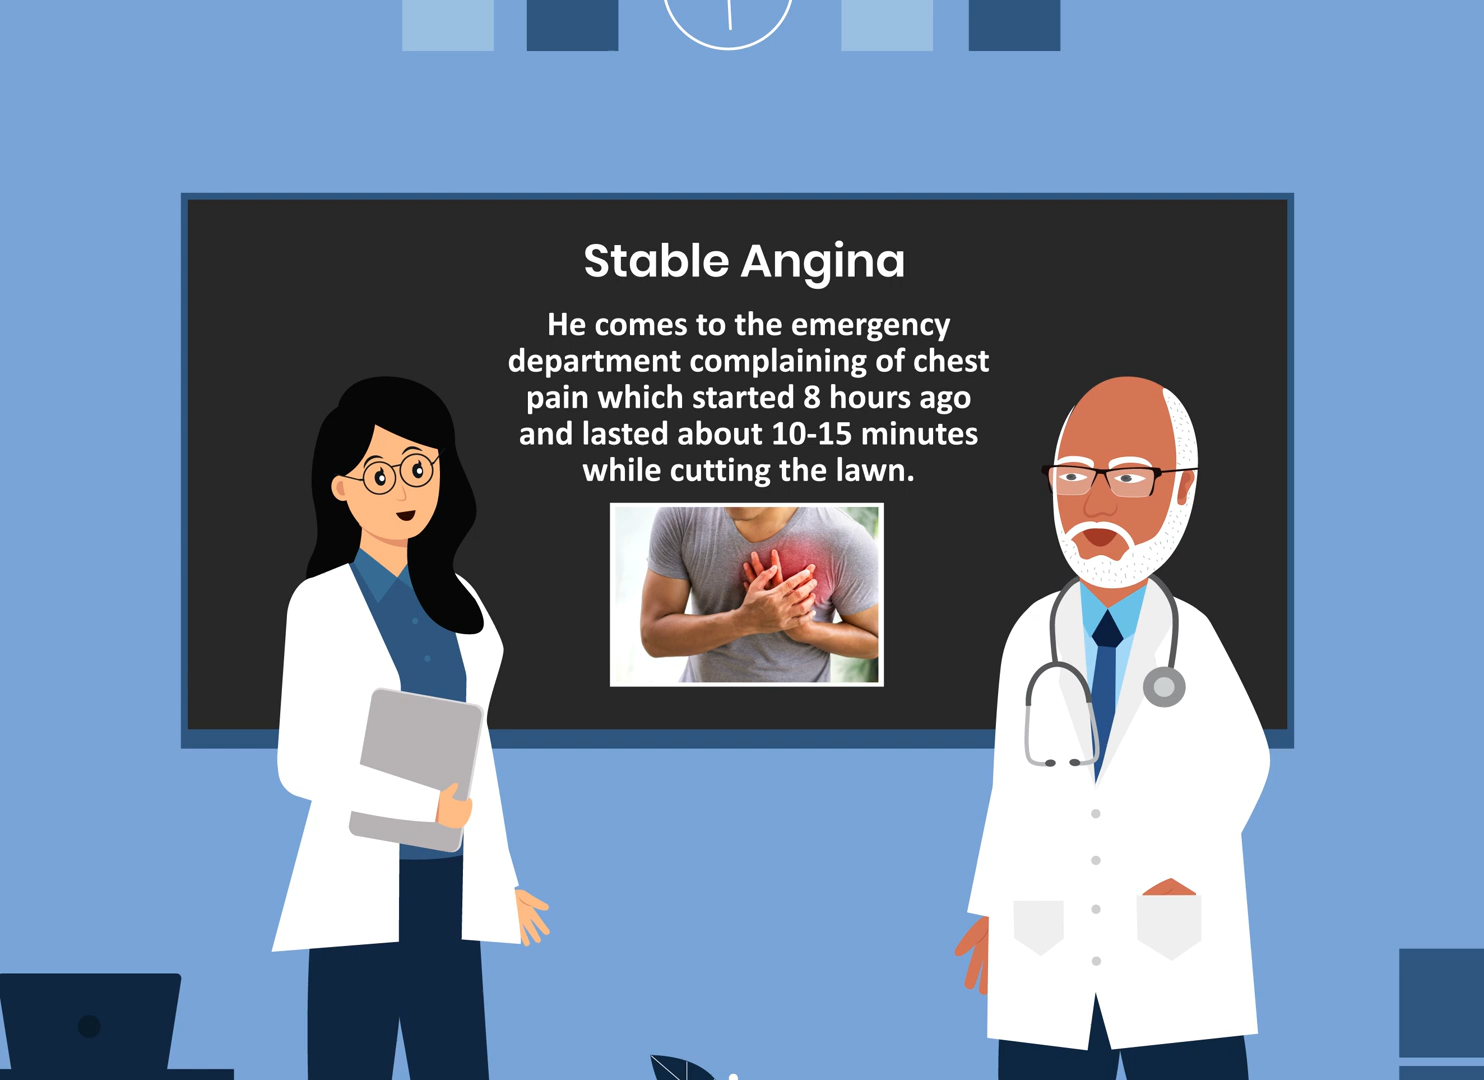 Stable Angina
He comes to the emergency
department complaining of chest
pain which started 8 hours ago
and lasted about 10-15 minutes
while cutting the lawn.